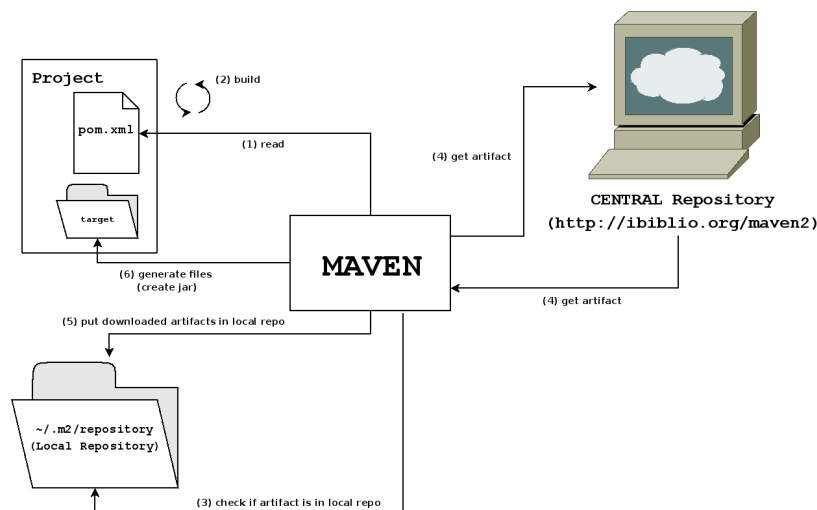 Project
(2) build
pom.xml
(1) read
(4) get artifact
target
CENTRAL Repository
(http://ibiblio.org/maven2)
MAVEN
(6) generate files
(create jar)
(4) get artifact
(5) put downloaded artifacts in local repo
~/.m2/repository
(Local Repository)
(3) check if artifact is in local repo